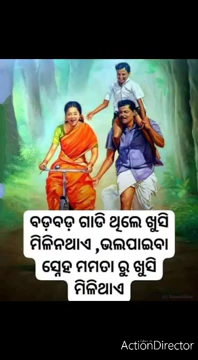 ବଡ଼ବଡ଼ ଗାଡି ଥିଲେ ଖୁସି
ମିଳିନଥାଏ ,ଭଲପାଇବା
ସ୍ନେହ ମମତା ରୁ ଖୁସି
ମିଳିଥାଏ
ActionDirector